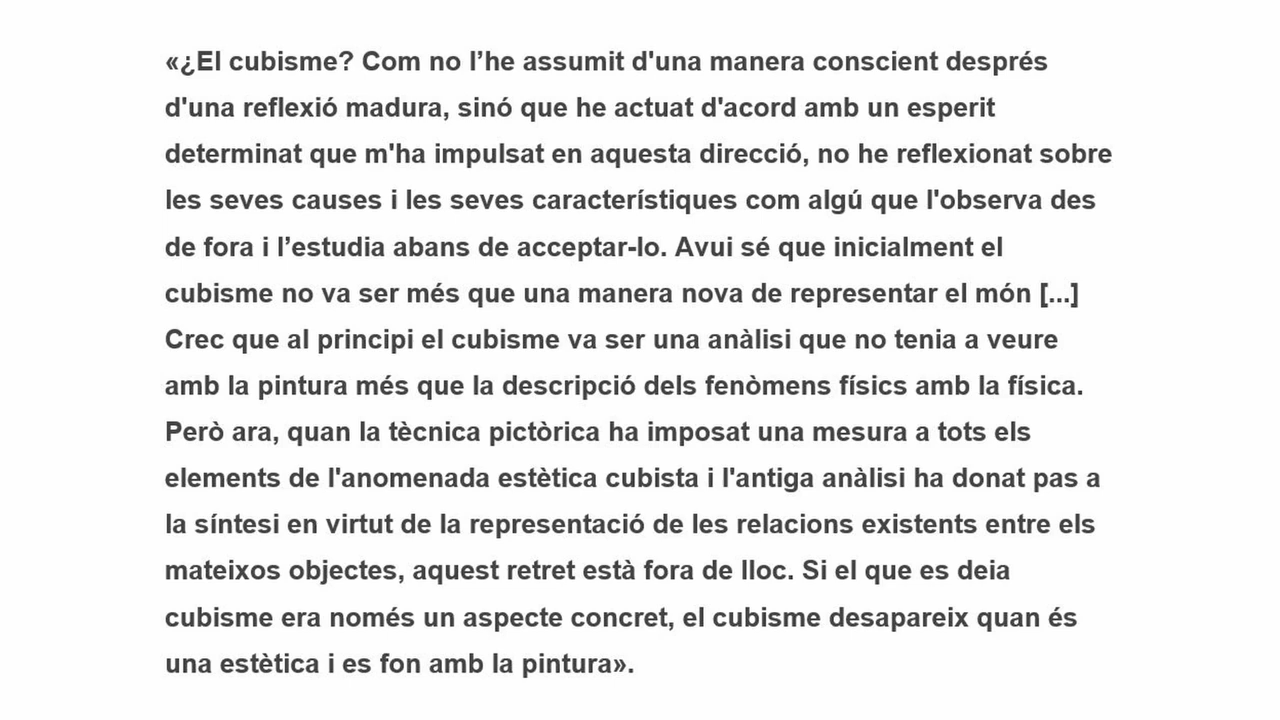 «¿El cubisme? Com no l’he assumit d'una manera conscient després
d'una reflexió madura, sinó que he actuat d'acord amb un esperit
determinat que m'ha impulsat en aquesta direcció, no he reflexionat sobre
les seves causes i les seves característiques com algú que l'observa des
de fora i l’estudia abans de acceptar-lo. Avui sé que inicialment el
cubisme no va ser més que una manera nova de representar el món [...]
Crec que al principi el cubisme va ser una anàlisi que no tenia a veure
amb la pintura més que la descripció dels fenòmens físics amb la física.
Però ara, quan la tècnica pictòrica ha imposat una mesura a tots els
elements de l'anomenada estètica cubista i l'antiga anàlisi ha donat pas a
la síntesi en virtut de la representació de les relacions existents entre els
mateixos objectes, aquest retret està fora de lloc. Si el que es deia
cubisme era només un aspecte concret, el cubisme desapareix quan és
una estètica i es fon amb la pintura».